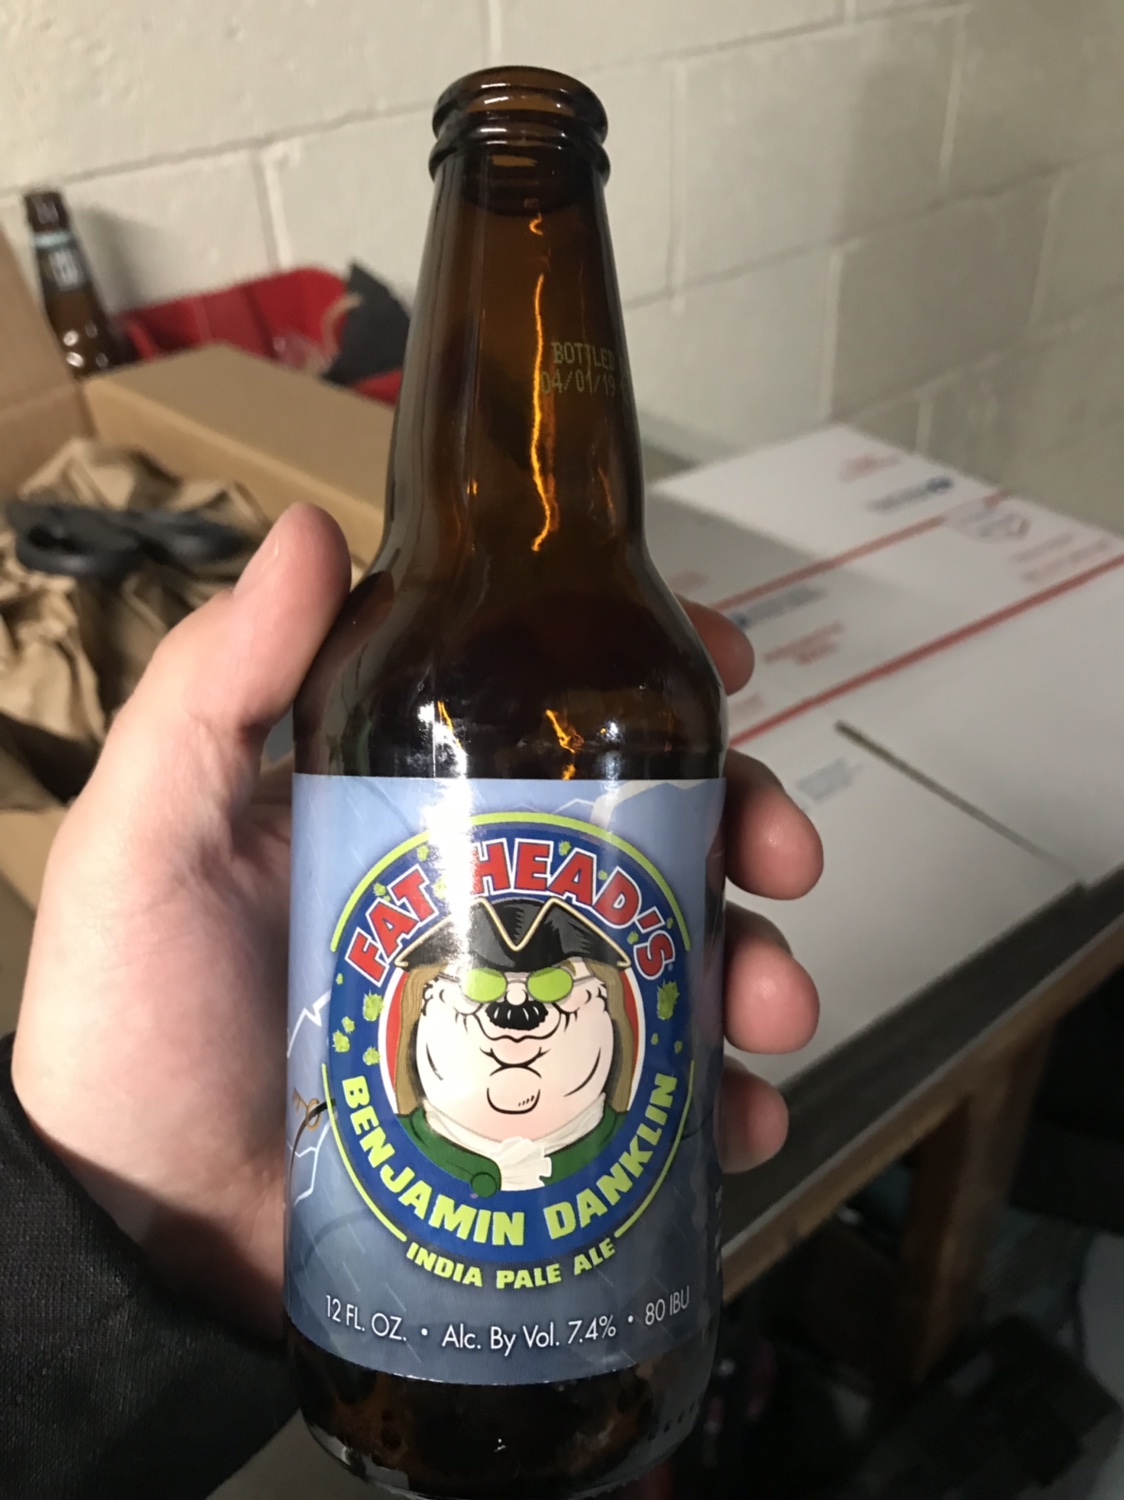 BOTTLED
04/01/19
FAT HEAD'S
BENJAMIN DANKLIN
INDIA PALE ALE
12 FL. OZ. • Alc. By Vol. 7.4% • 80 IBU